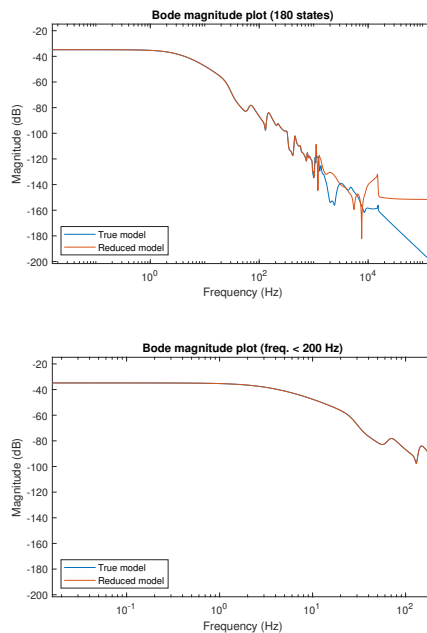 Bode magnitude plot (180 states)
-20
-40
-60
-80
-100
-120
-140
-160
-180
-200
Magnitude (dB)
True model
Reduced model
10^0
10^2
10^4
Frequency (Hz)
Bode magnitude plot (freq. < 200 Hz)
-20
-40
-60
-80
-100
-120
-140
-160
-180
-200
Magnitude (dB)
True model
Reduced model
10^-1
10^0
10^1
10^2
Frequency (Hz)